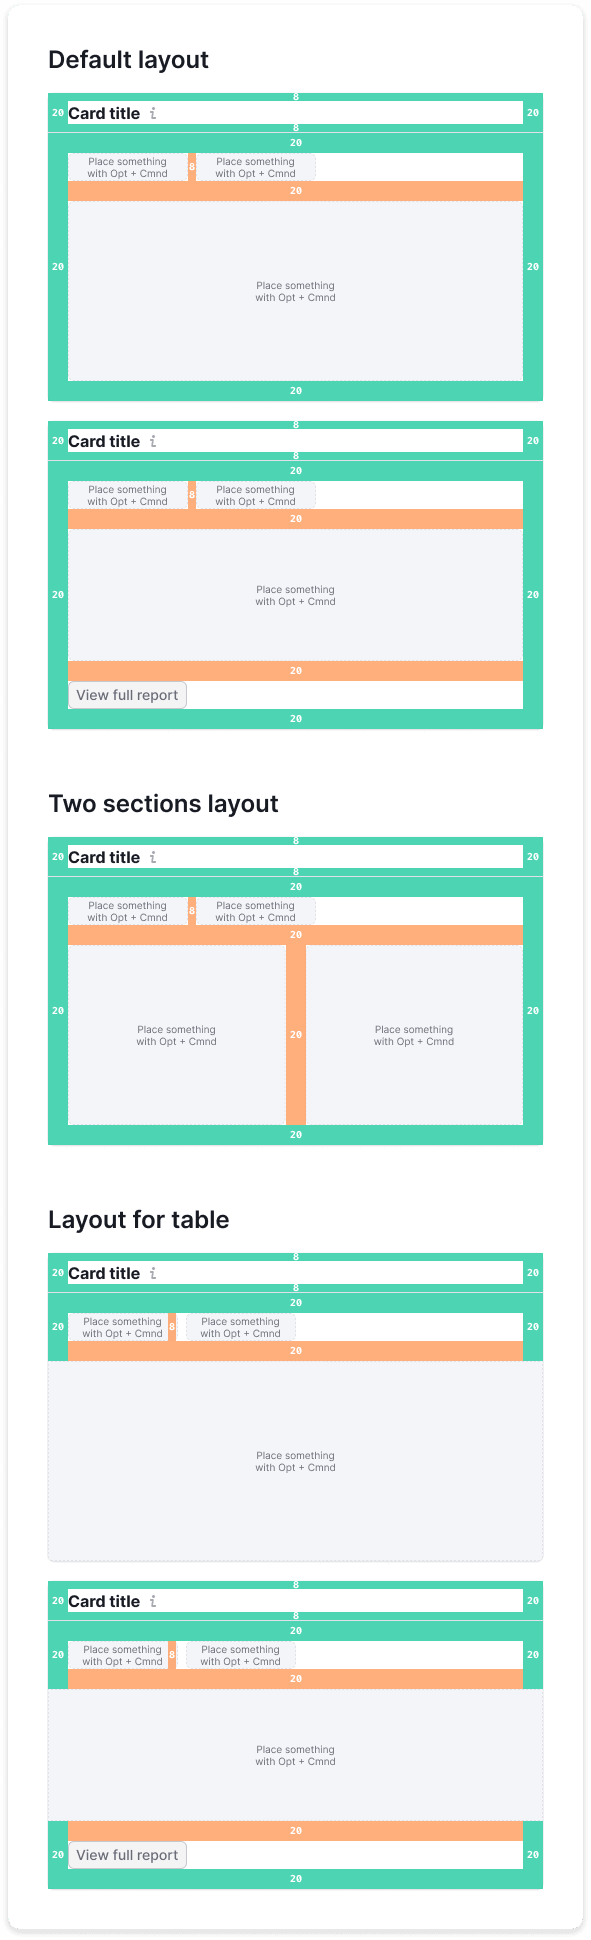 Default layout
8
20 Card title i 20
8
20
Place something 8 Place something
with Opt + Cmnd with Opt + Cmnd
20
20 20
Place something
with Opt + Cmnd
20
8
20 Card title i 20
8
20
Place something 8 Place something
with Opt + Cmnd with Opt + Cmnd
20
20 Place something 20
with Opt + Cmnd
20
View full report
20
Two sections layout
8
20 Card title i 20
8
20
Place something 8 Place something
with Opt + Cmnd with Opt + Cmnd
20
20 20
Place something 20 Place something
with Opt + Cmnd with Opt + Cmnd
20
Layout for table
8
20 Card title i 20
8
20
20 Place something 8 Place something 20
with Opt + Cmnd with Opt + Cmnd
20
Place something
with Opt + Cmnd
8
20 Card title i 20
8
20
20 Place something 8 Place something 20
with Opt + Cmnd with Opt + Cmnd
20
Place something
with Opt + Cmnd
20
20 View full report 20
20